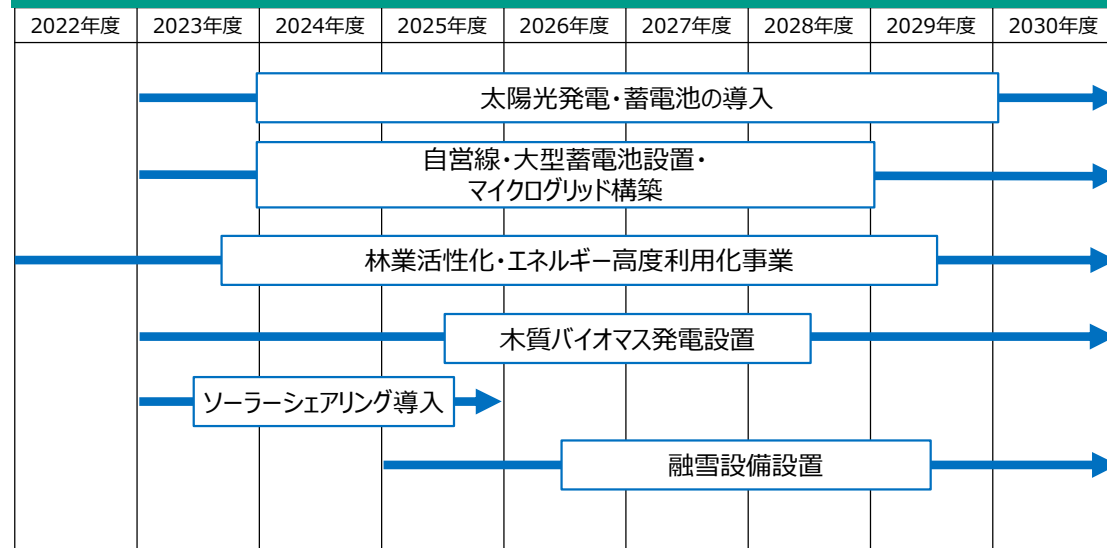 2022年度
2023年度
2024年度
2025年度
2026年度
2027年度
2028年度
2029年度
2030年度
太陽光発電・蓄電池の導入
自営線・大型蓄電池設置・
マイクログリッド構築
林業活性化・エネルギー高度利用化事業
木質バイオマス発電設置
ソーラーシェアリング導入
融雪設備設置